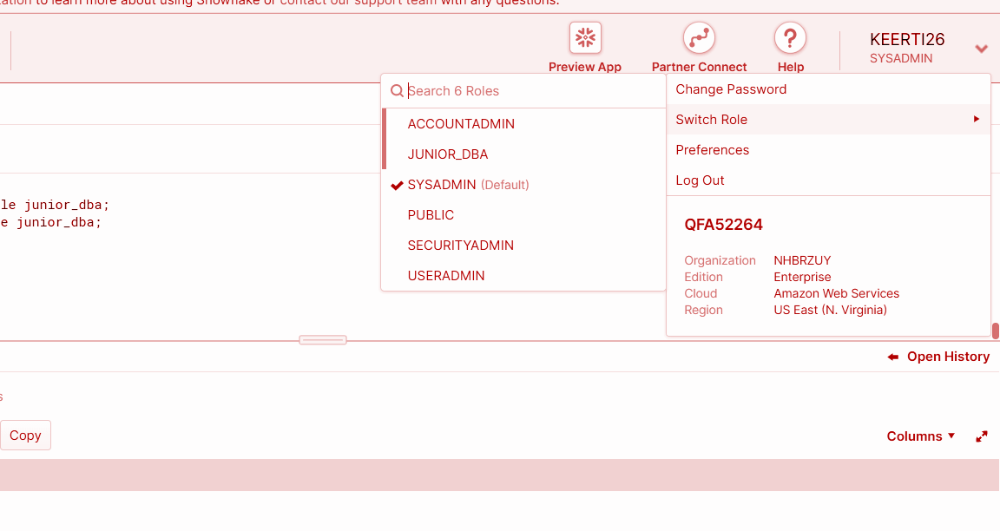 to learn more about using Snowflake or contact our support team with any questions.
Preview App
Partner Connect
Help
KEERTI26
SYSADMIN
Search 6 Roles
ACCOUNTADMIN
JUNIOR_DBA
SYSADMIN (Default)
PUBLIC
SECURITYADMIN
USERADMIN
Change Password
Switch Role
Preferences
Log Out
QFA52264
Organization NHBRZUY
Edition Enterprise
Cloud Amazon Web Services
Region US East (N. Virginia)
le junior_dba;
e junior_dba;
Open History
s
Copy
Columns